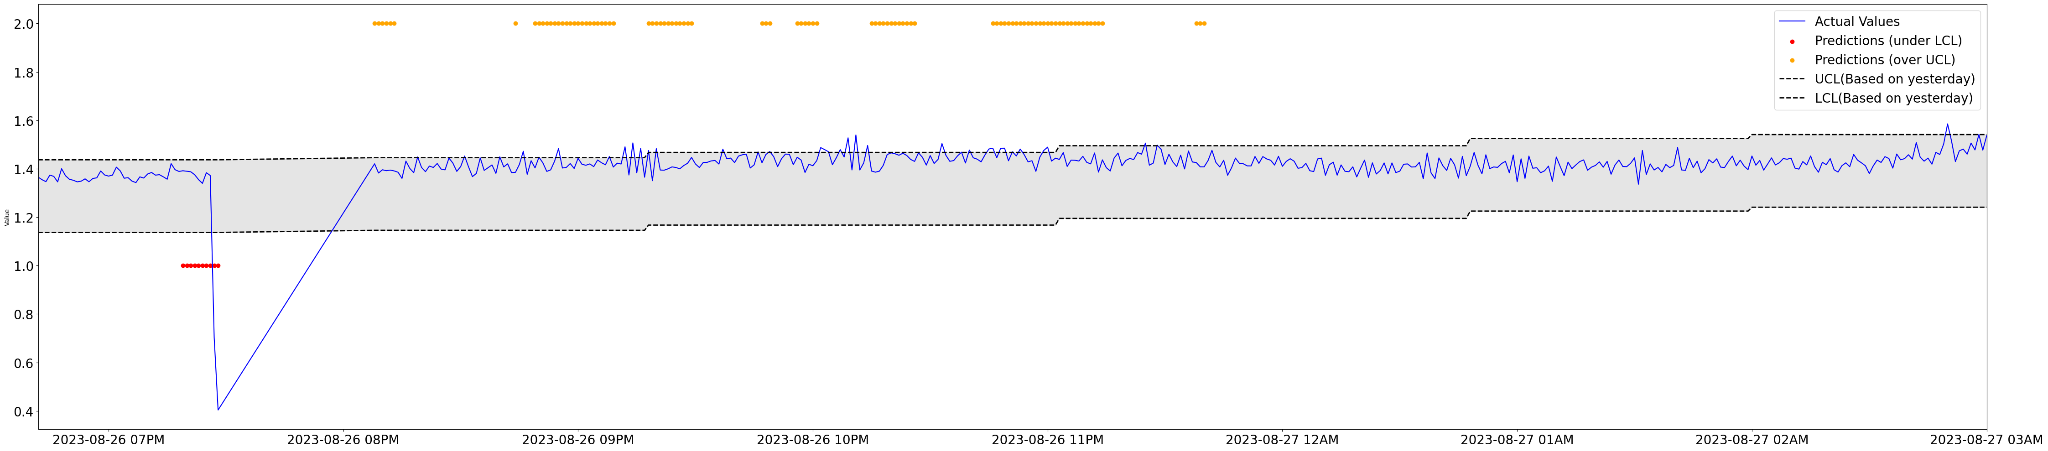 2.0
1.8
1.6
1.4
1.2
1.0
0.8
0.6
0.4
Value
Actual Values
Predictions (under LCL)
Predictions (over UCL)
UCL(Based on yesterday)
LCL(Based on yesterday)
2023-08-26 07PM
2023-08-26 08PM
2023-08-26 09PM
2023-08-26 10PM
2023-08-26 11PM
2023-08-27 12AM
2023-08-27 01AM
2023-08-27 02AM
2023-08-27 03AM